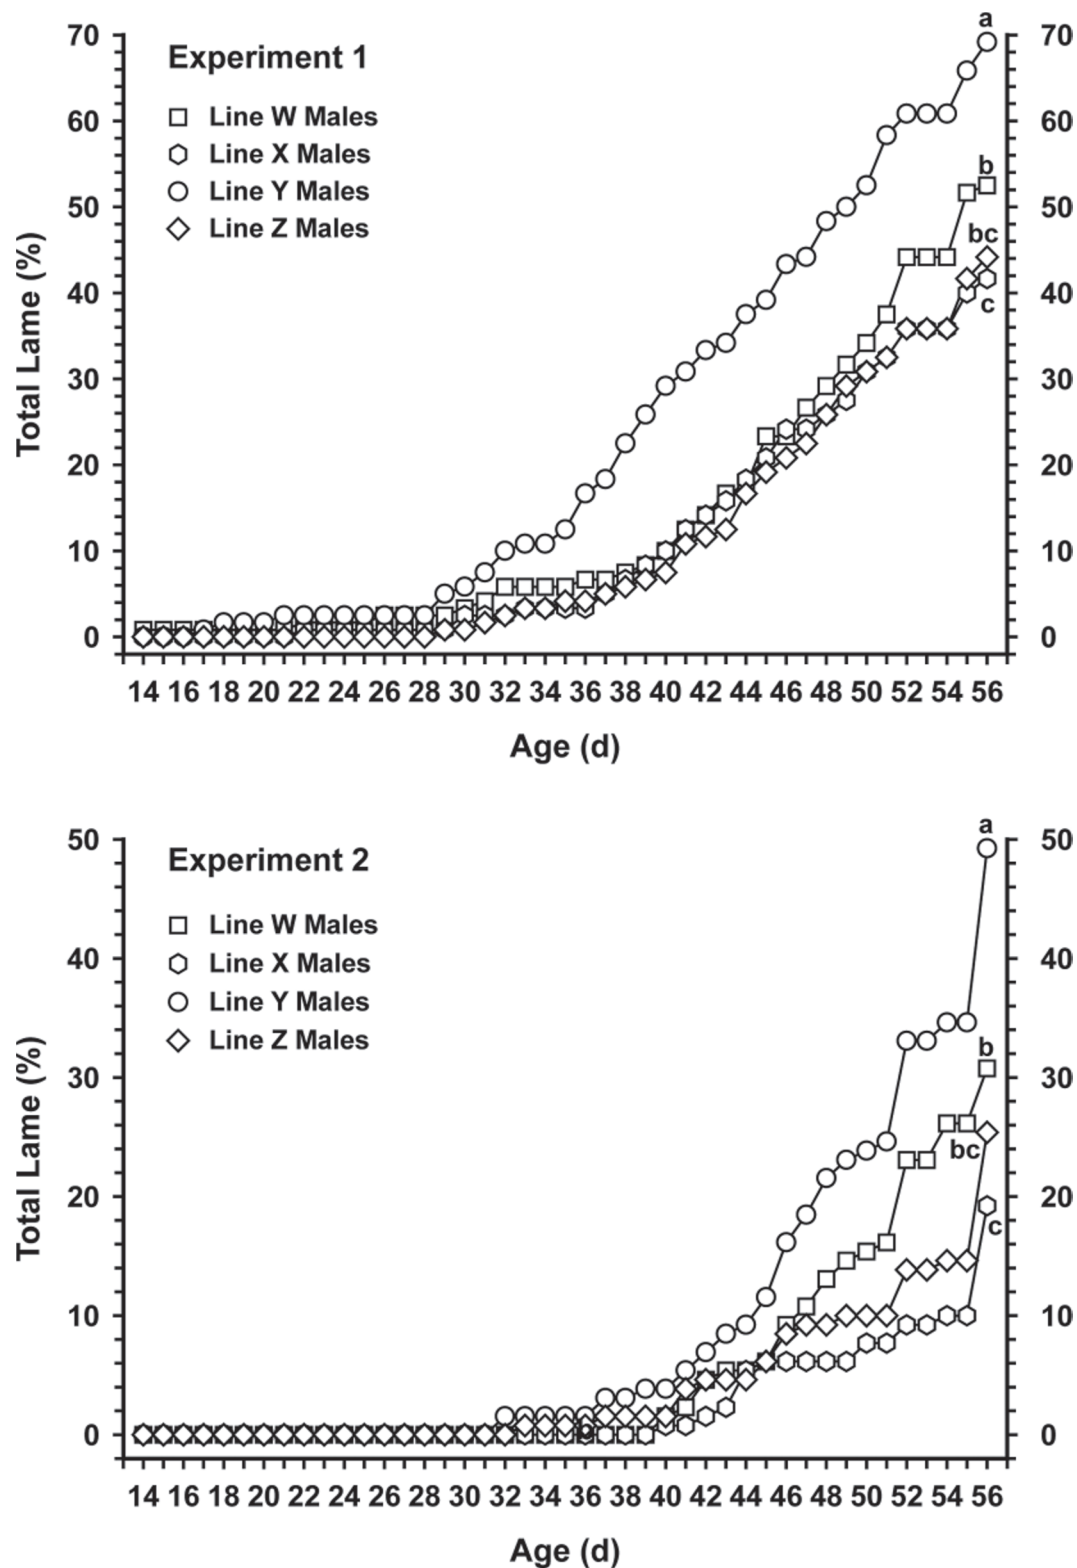 a
70 70
Experiment 1
Line W Males
Line X Males
Line Y Males
Line Z Males
60 60
b
50 50
bc
40 40
c
30 30
20 20
10 10
0 0
Total Lame (%)
14 16 18 20 22 24 26 28 30 32 34 36 38 40 42 44 46 48 50 52 54 56
Age (d)
a
50 50
Experiment 2
Line W Males
Line X Males
Line Y Males
Line Z Males
40 40
b
30 30
bc
20 20
c
10 10
0 0
Total Lame (%)
14 16 18 20 22 24 26 28 30 32 34 36 38 40 42 44 46 48 50 52 54 56
Age (d)